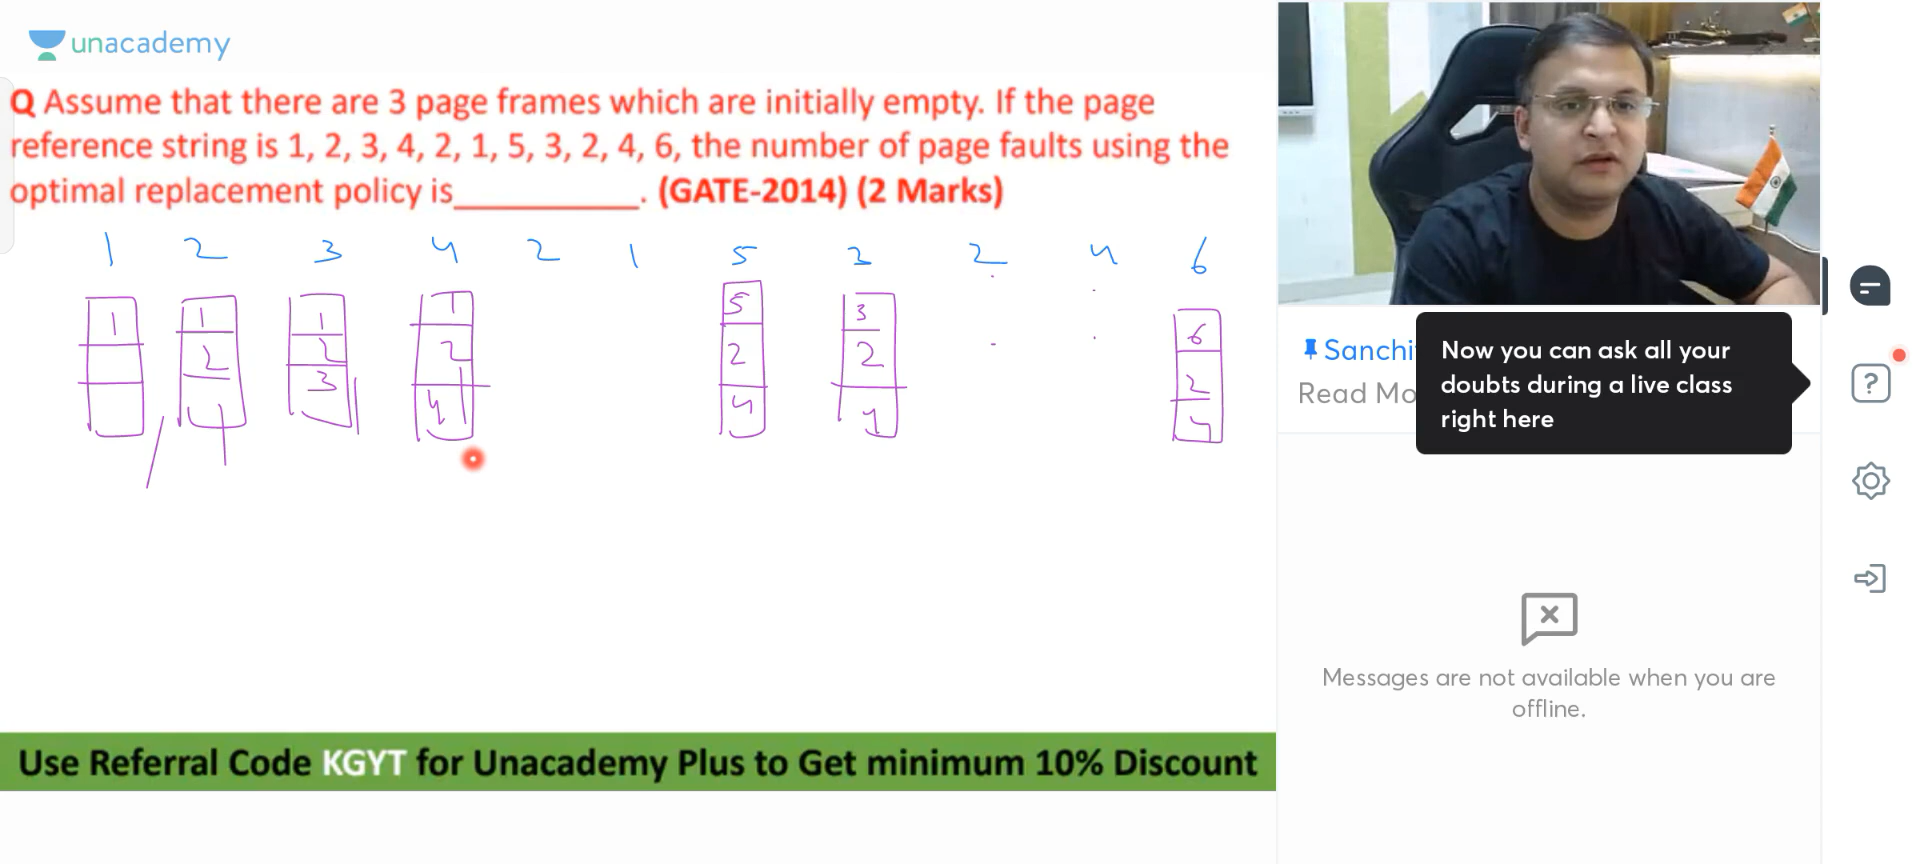 unacademy
Q Assume that there are 3 page frames which are initially empty. If the page
reference string is 1, 2, 3, 4, 2, 1, 5, 3, 2, 4, 6, the number of page faults using the
optimal replacement policy is__________. (GATE-2014) (2 Marks)
1 2 3 4 2 1 5 3 2 4 6
1 1 1 1 5 3 6
2 2 2 2 2 2
3 4 4 4 4
Use Referral Code KGYT for Unacademy Plus to Get minimum 10% Discount
Sanchi
Read Mo
Now you can ask all your
doubts during a live class
right here
?
Messages are not available when you are
offline.